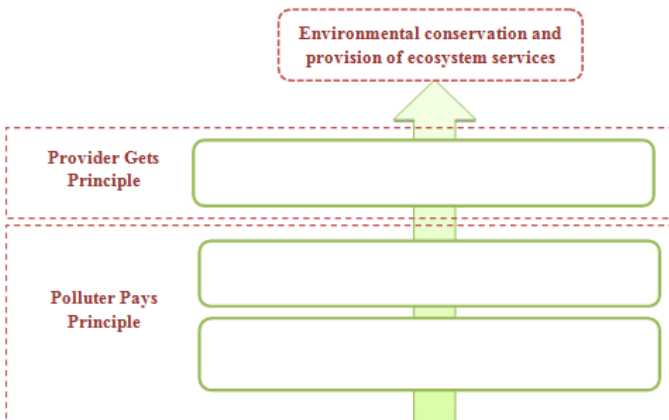 Environmental conservation and
provision of ecosystem services
Provider Gets
Principle
Polluter Pays
Principle